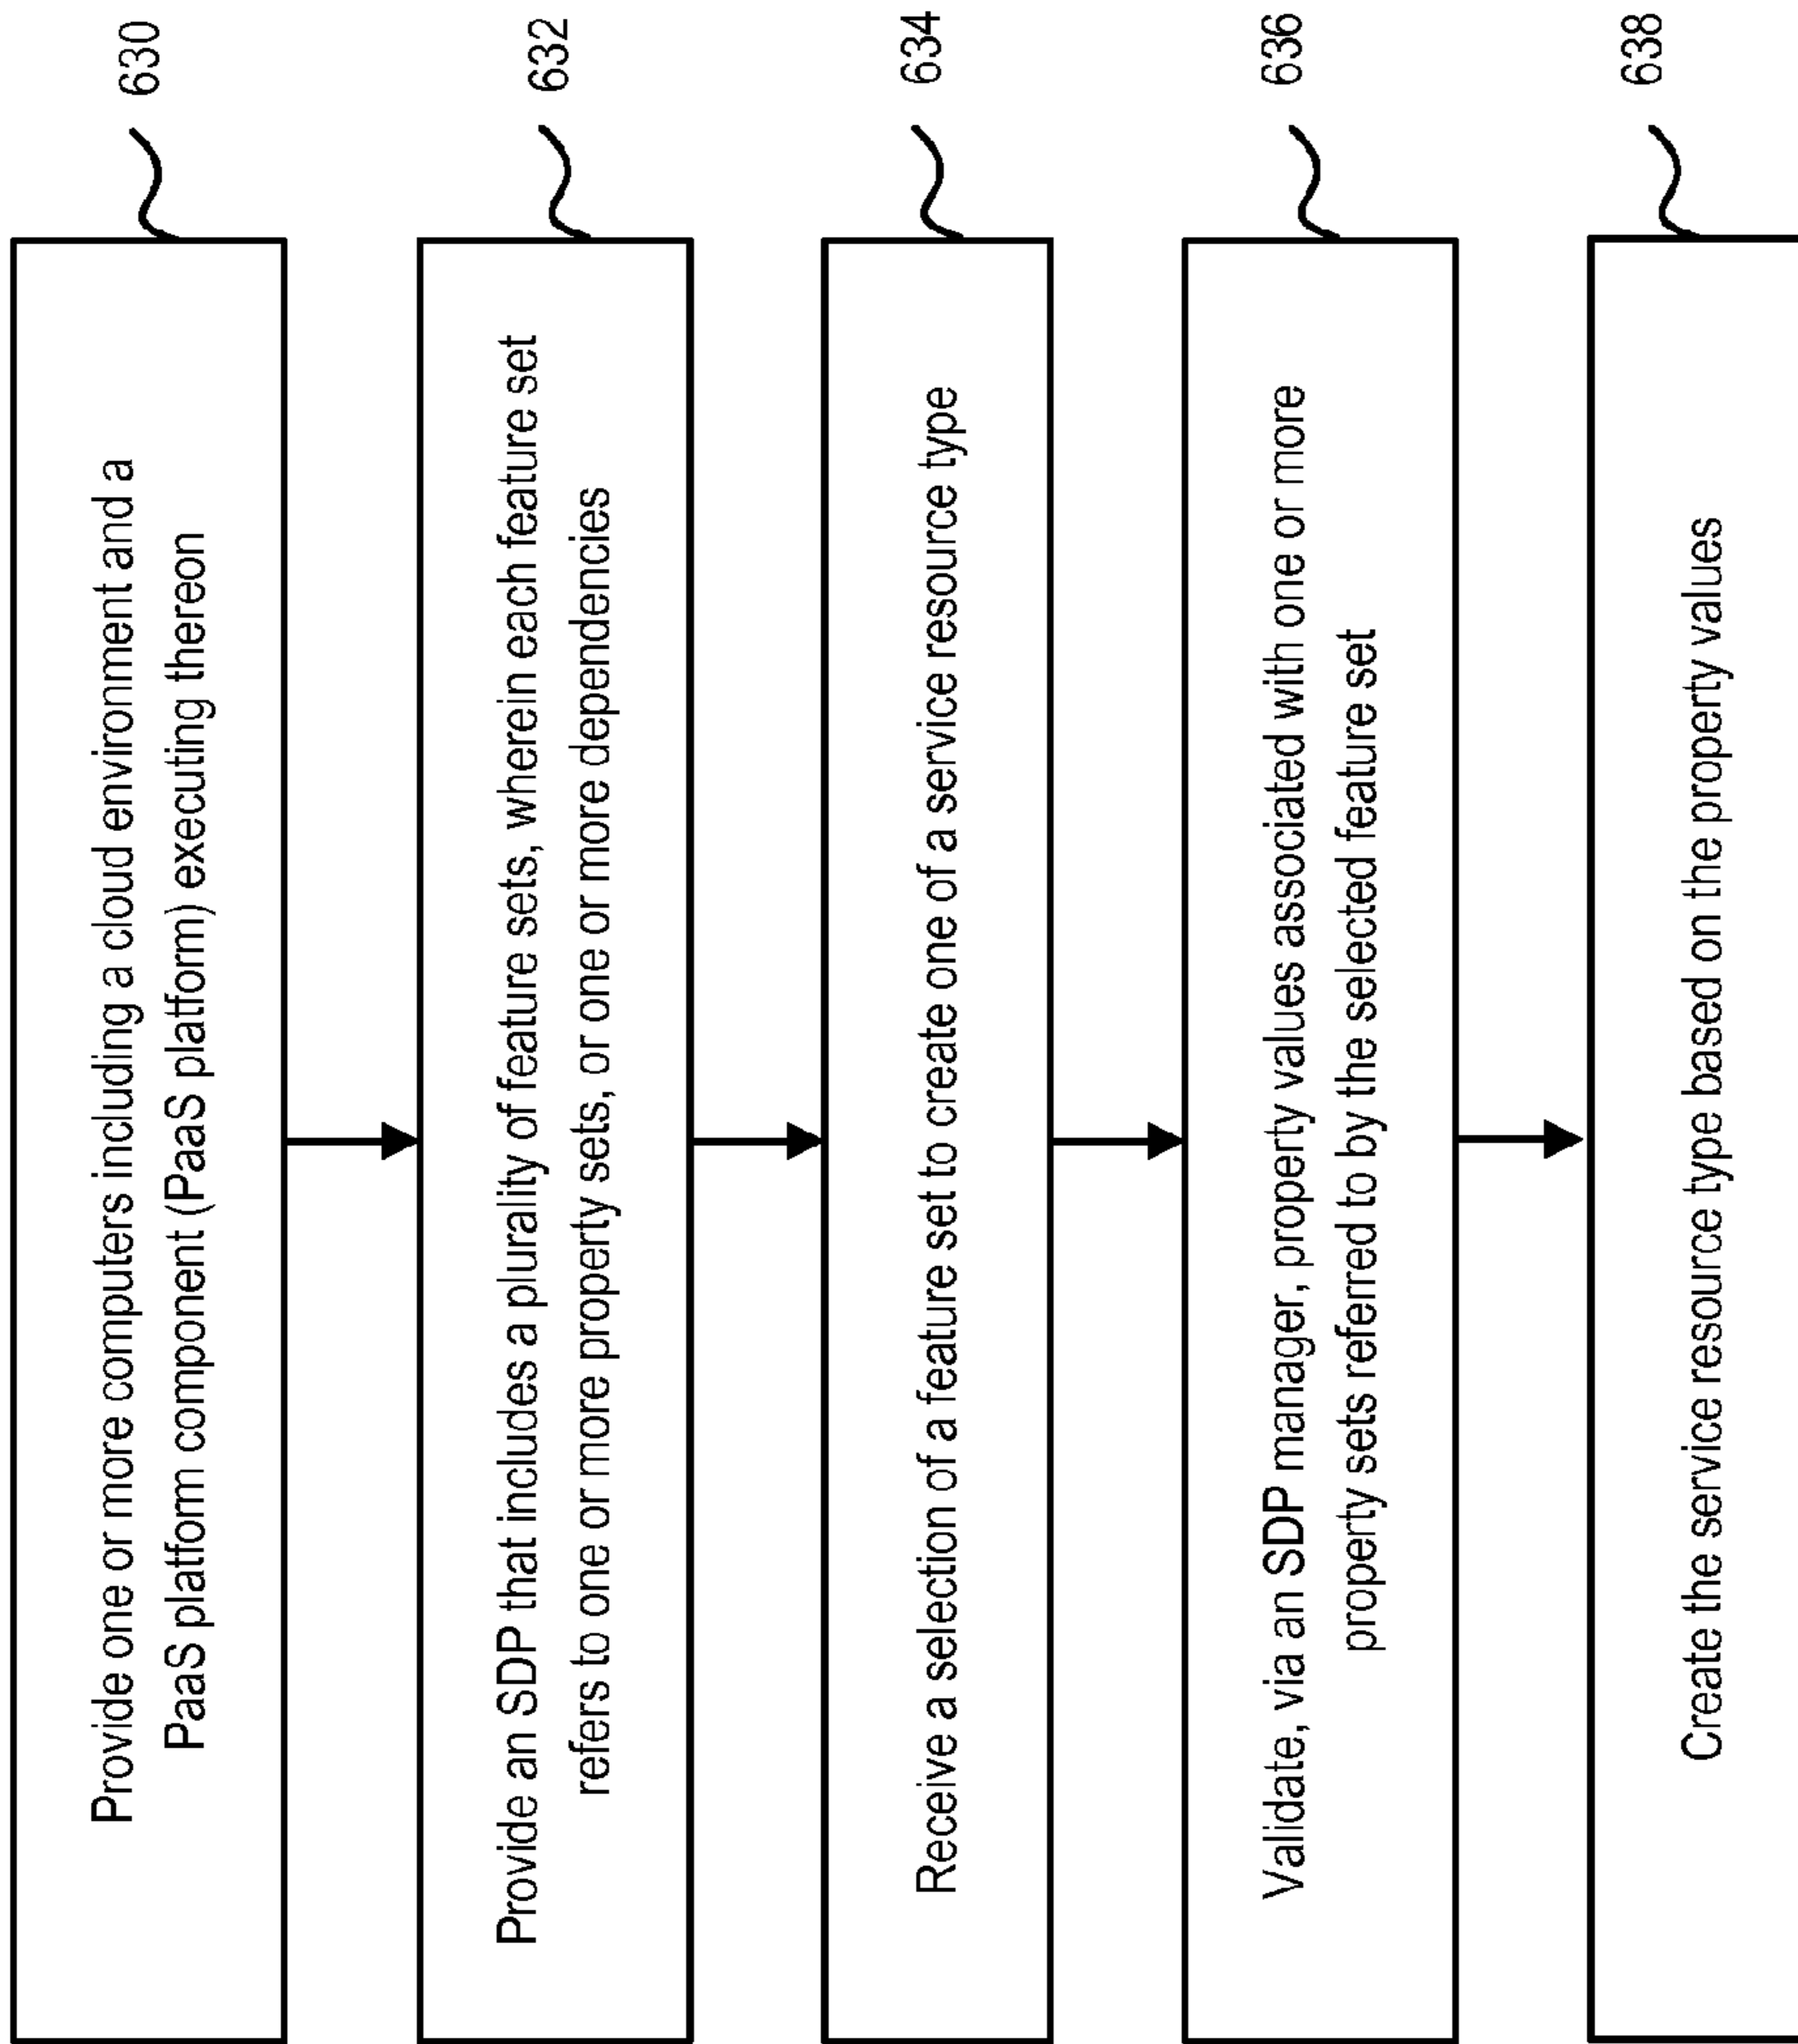 Provide one or more computers including a cloud environment and a
PaaS platform component (PaaS platform) executing thereon
630
Provide an SDP that includes a plurality of feature sets, wherein each feature set
refers to one or more property sets, or one or more dependencies
632
Receive a selection of a feature set to create one of a service resource type
634
Validate, via an SDP manager, property values associated with one or more
property sets referred to by the selected feature set
636
Create the service resource type based on the property values
638